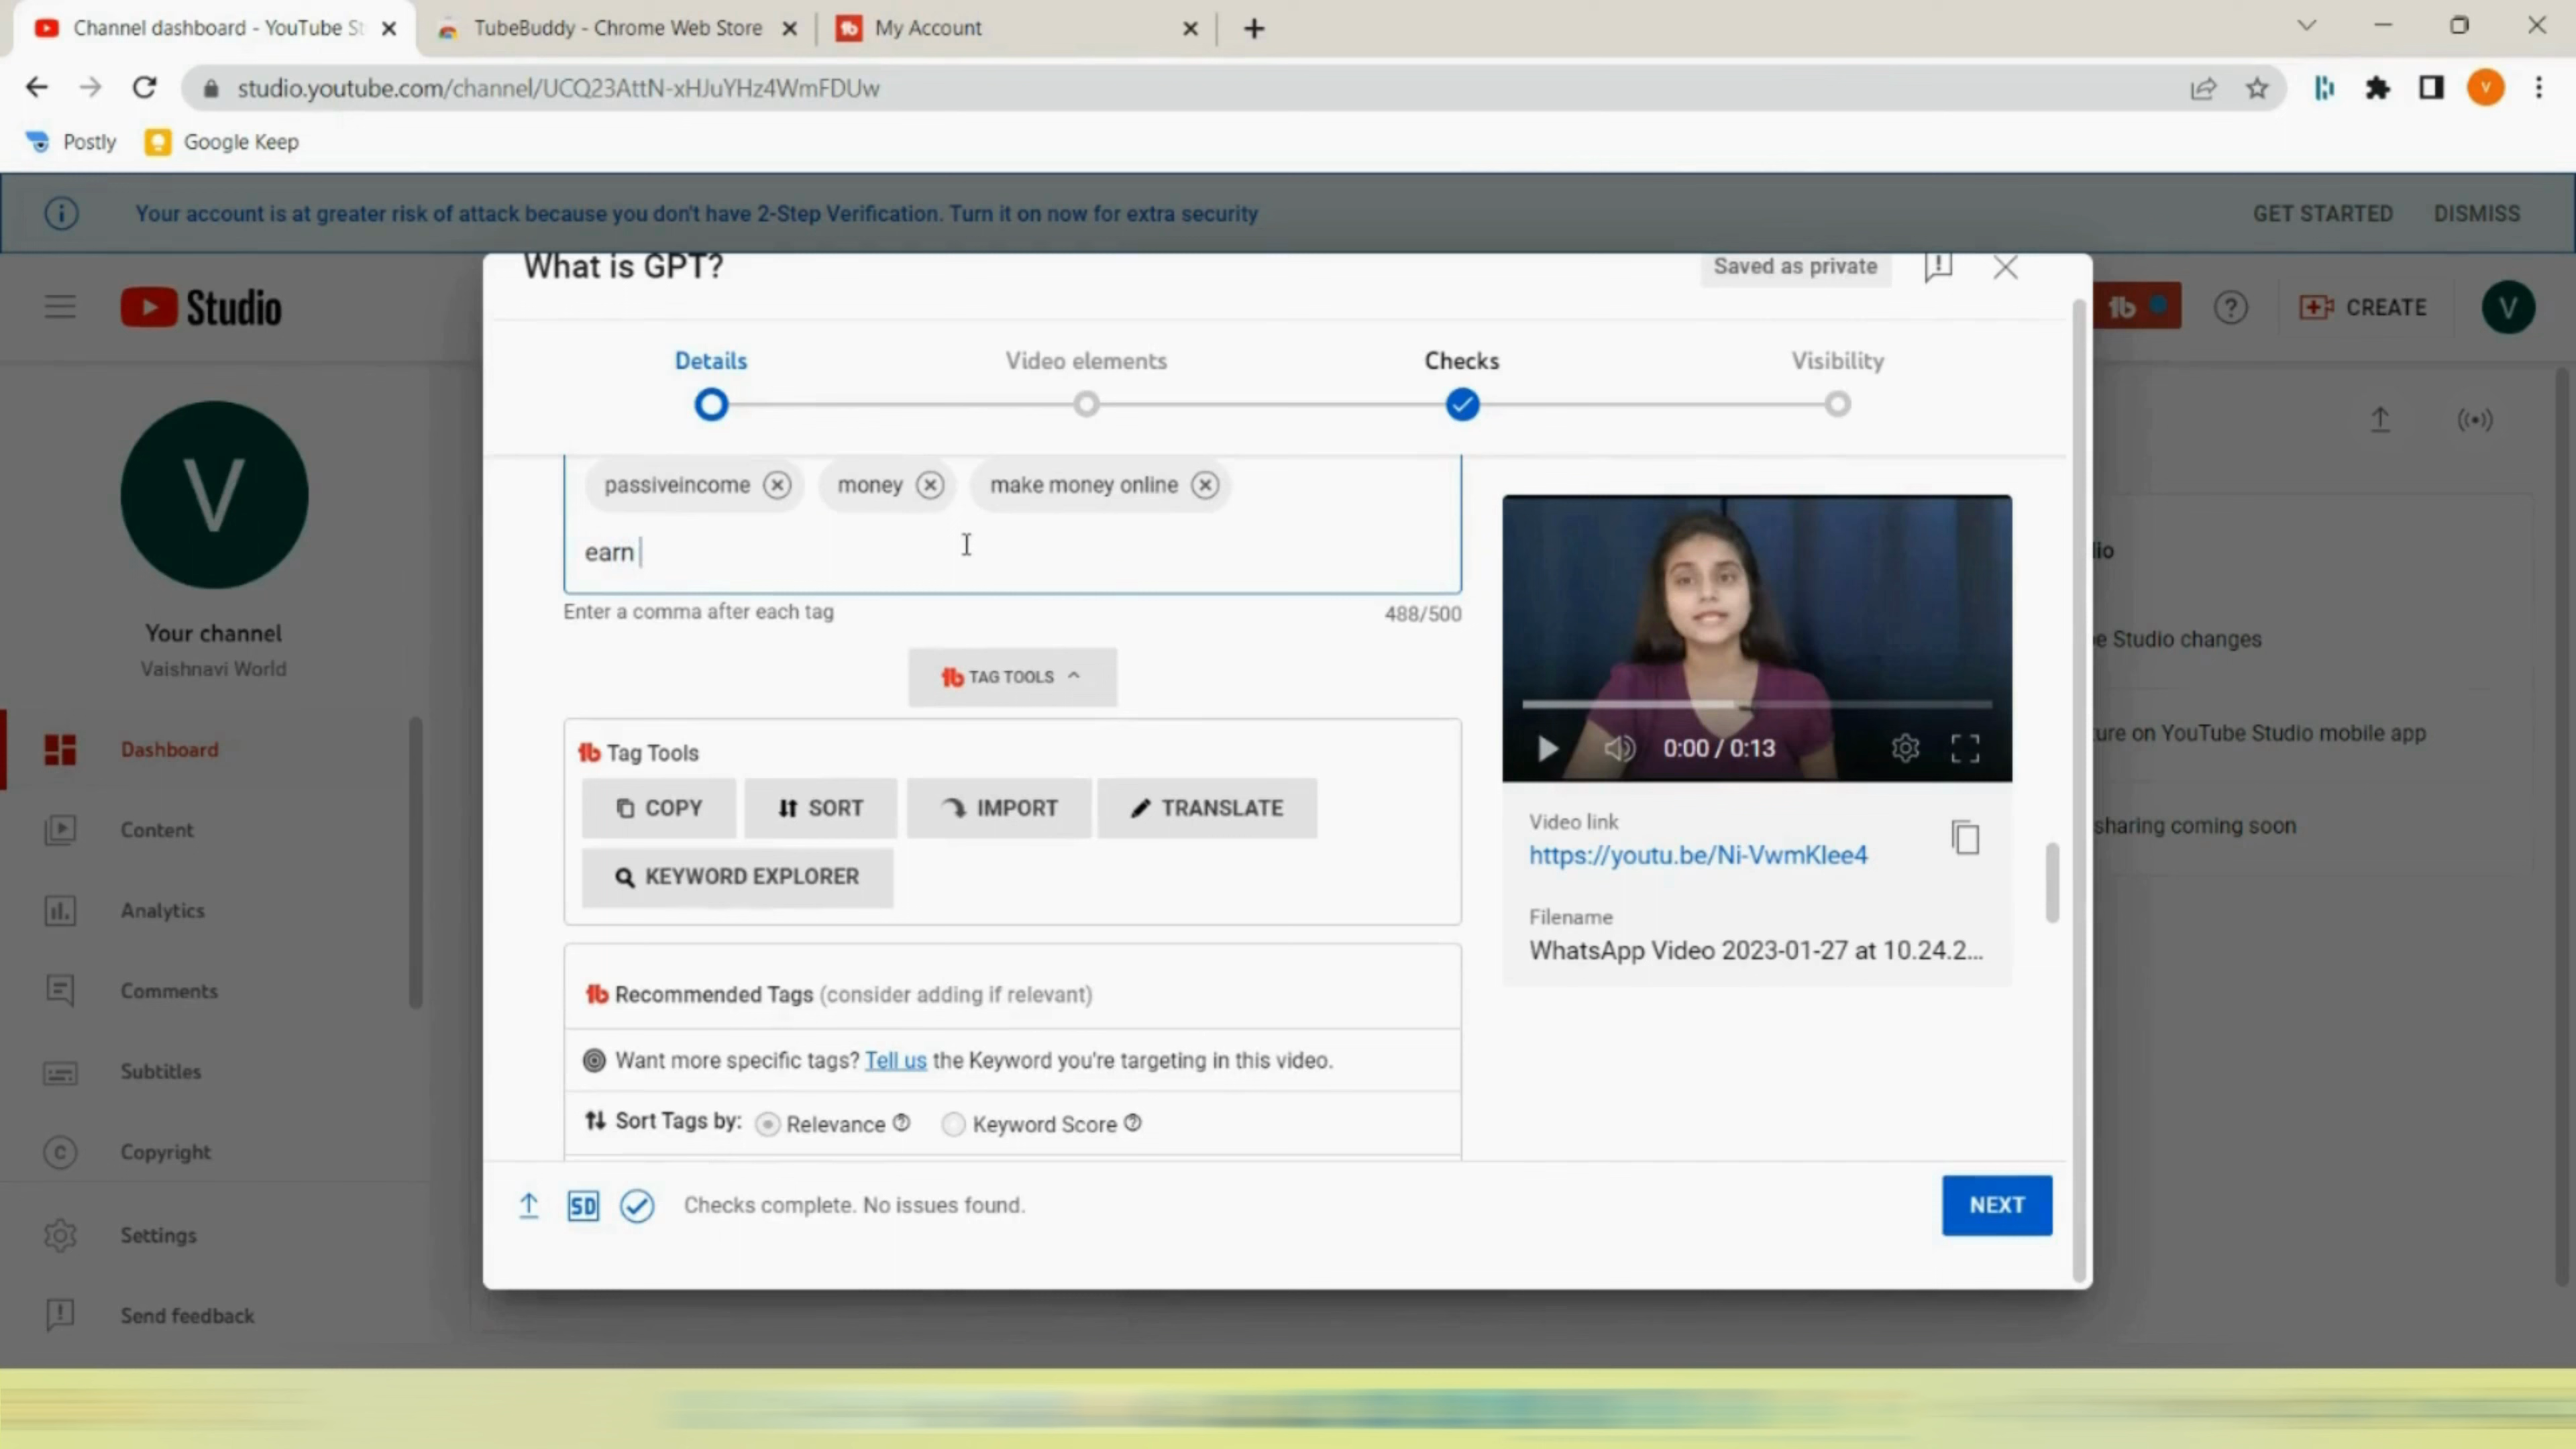 Channel dashboard - YouTube St
TubeBuddy - Chrome Web Store
My Account
studio.youtube.com/channel/UCQ23AttN-xHJuYHz4WmFDUw
V
Postly
Google Keep
Your account is at greater risk of attack because you don't have 2-Step Verification. Turn it on now for extra security
GET STARTED
DISMISS
What is GPT?
Saved as private
Studio
CREATE
V
Details
Video elements
Checks
Visibility
V
passiveincome
money
make money online
earn
Enter a comma after each tag
488/500
Your channel
Vaishnavi World
TAG TOOLS
Tag Tools
COPY
SORT
IMPORT
TRANSLATE
KEYWORD EXPLORER
0:00 / 0:13
Video link
https://youtu.be/Ni-VwmKlee4
Filename
WhatsApp Video 2023-01-27 at 10.24.2...
Studio changes
ure on YouTube Studio mobile app
sharing coming soon
Dashboard
Content
Analytics
Comments
Subtitles
Copyright
Settings
Send feedback
Recommended Tags (consider adding if relevant)
Want more specific tags? Tell us the Keyword you're targeting in this video.
Sort Tags by:
Relevance
Keyword Score
SD
Checks complete. No issues found.
NEXT